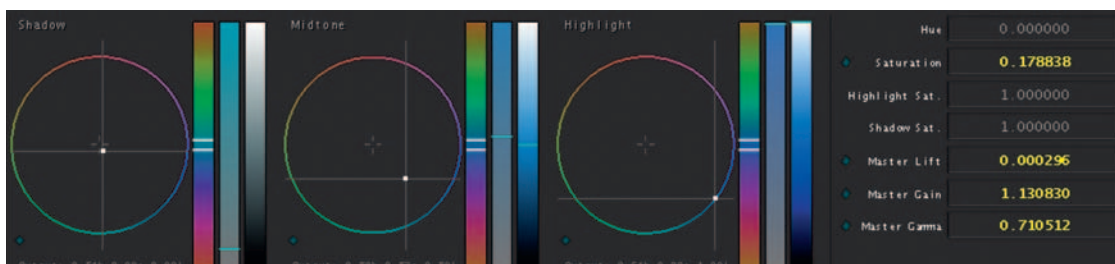 Shadow
Midtone
Highlight
Hue 0.000000
Saturation 0.178838
Highlight Sat. 1.000000
Shadow Sat. 1.000000
Master Lift 0.000296
Master Gain 1.130830
Master Gamma 0.710512